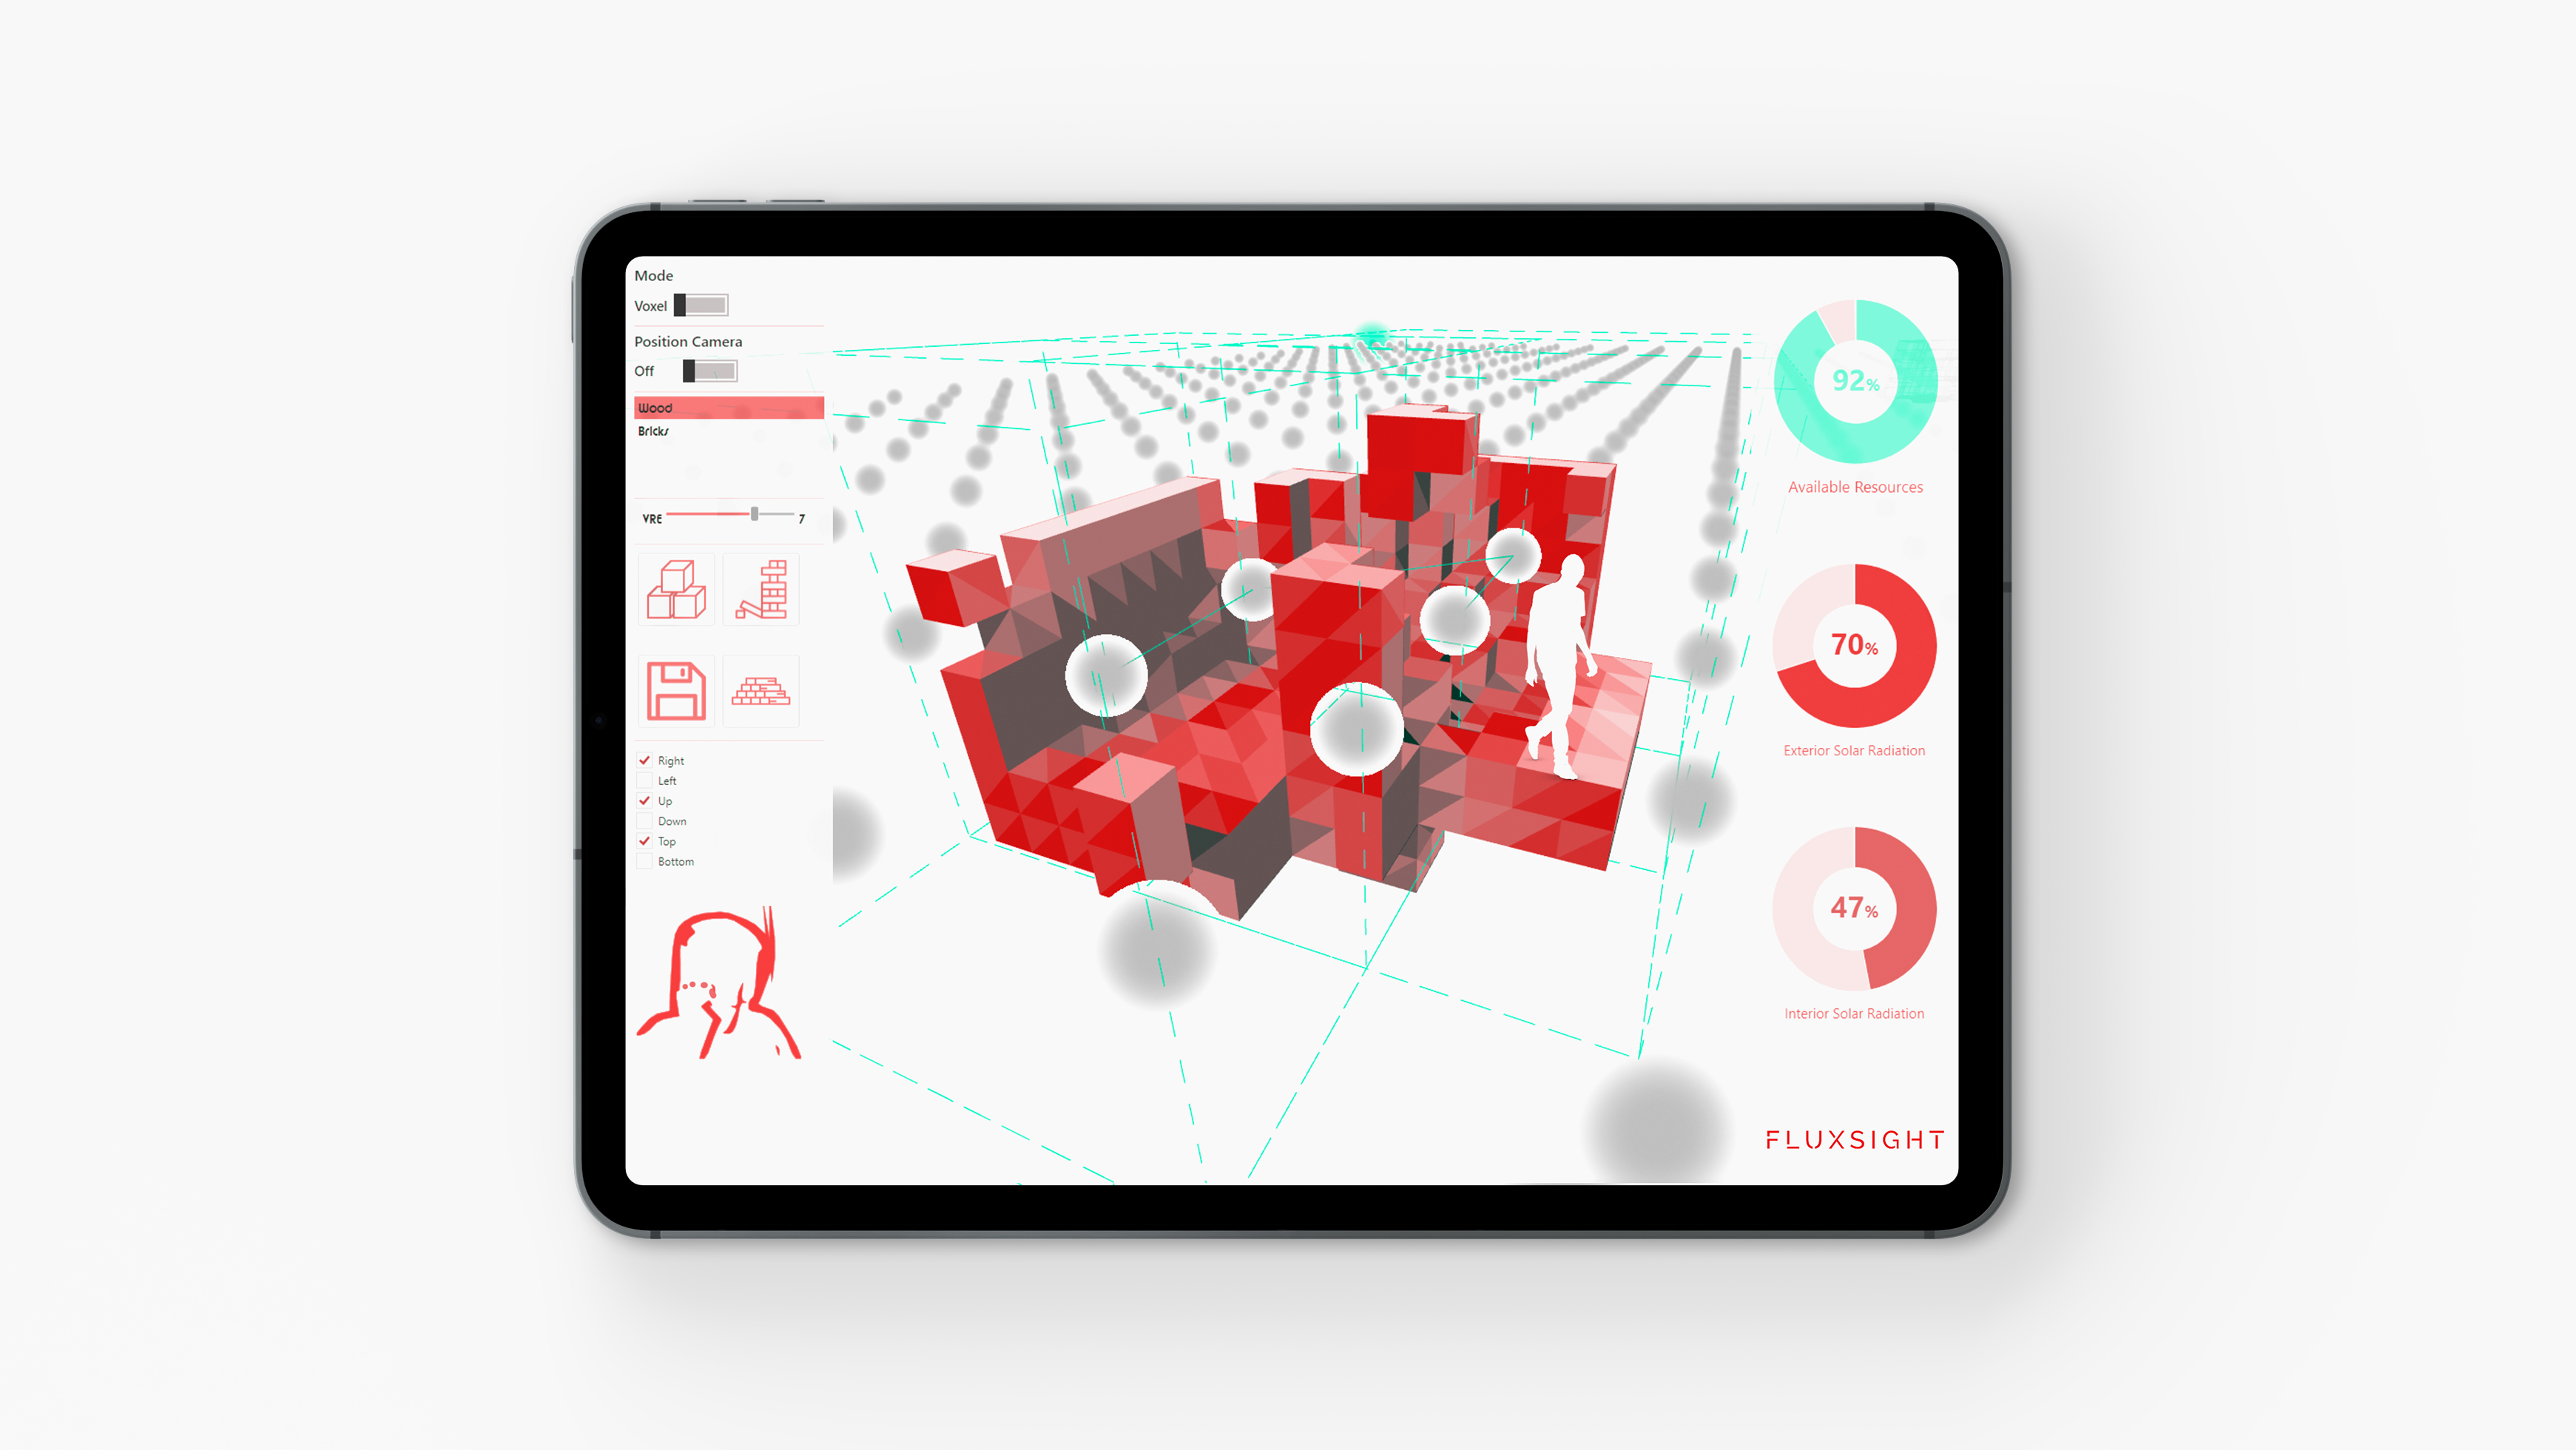 Mode
Voxel
Position Camera
Off
Wood
Bricks
VRE 7
Right
Left
Up
Down
Top
Bottom
92%
Available Resources
70%
Exterior Solar Radiation
47%
Interior Solar Radiation
FLUXSIGHT